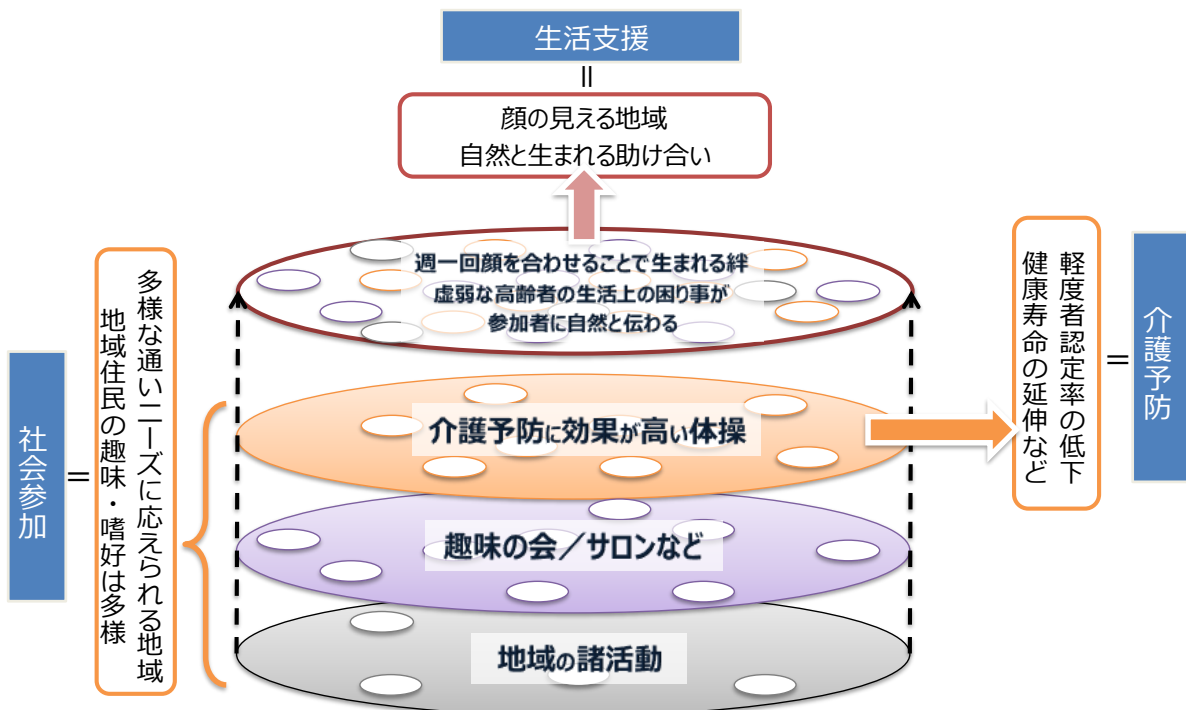 生活支援
=
顔の見える地域
自然と生まれる助け合い
週一回顔を合わせることで生まれる絆
虚弱な高齢者の生活上の困り事が
参加者に自然と伝わる
介護予防に効果が高い体操
趣味の会／サロンなど
地域の諸活動
社会参加
=
多様な通いニーズに応えられる地域
地域住民の趣味・嗜好は多様
軽度者認定率の低下
健康寿命の延伸など
=
介護予防